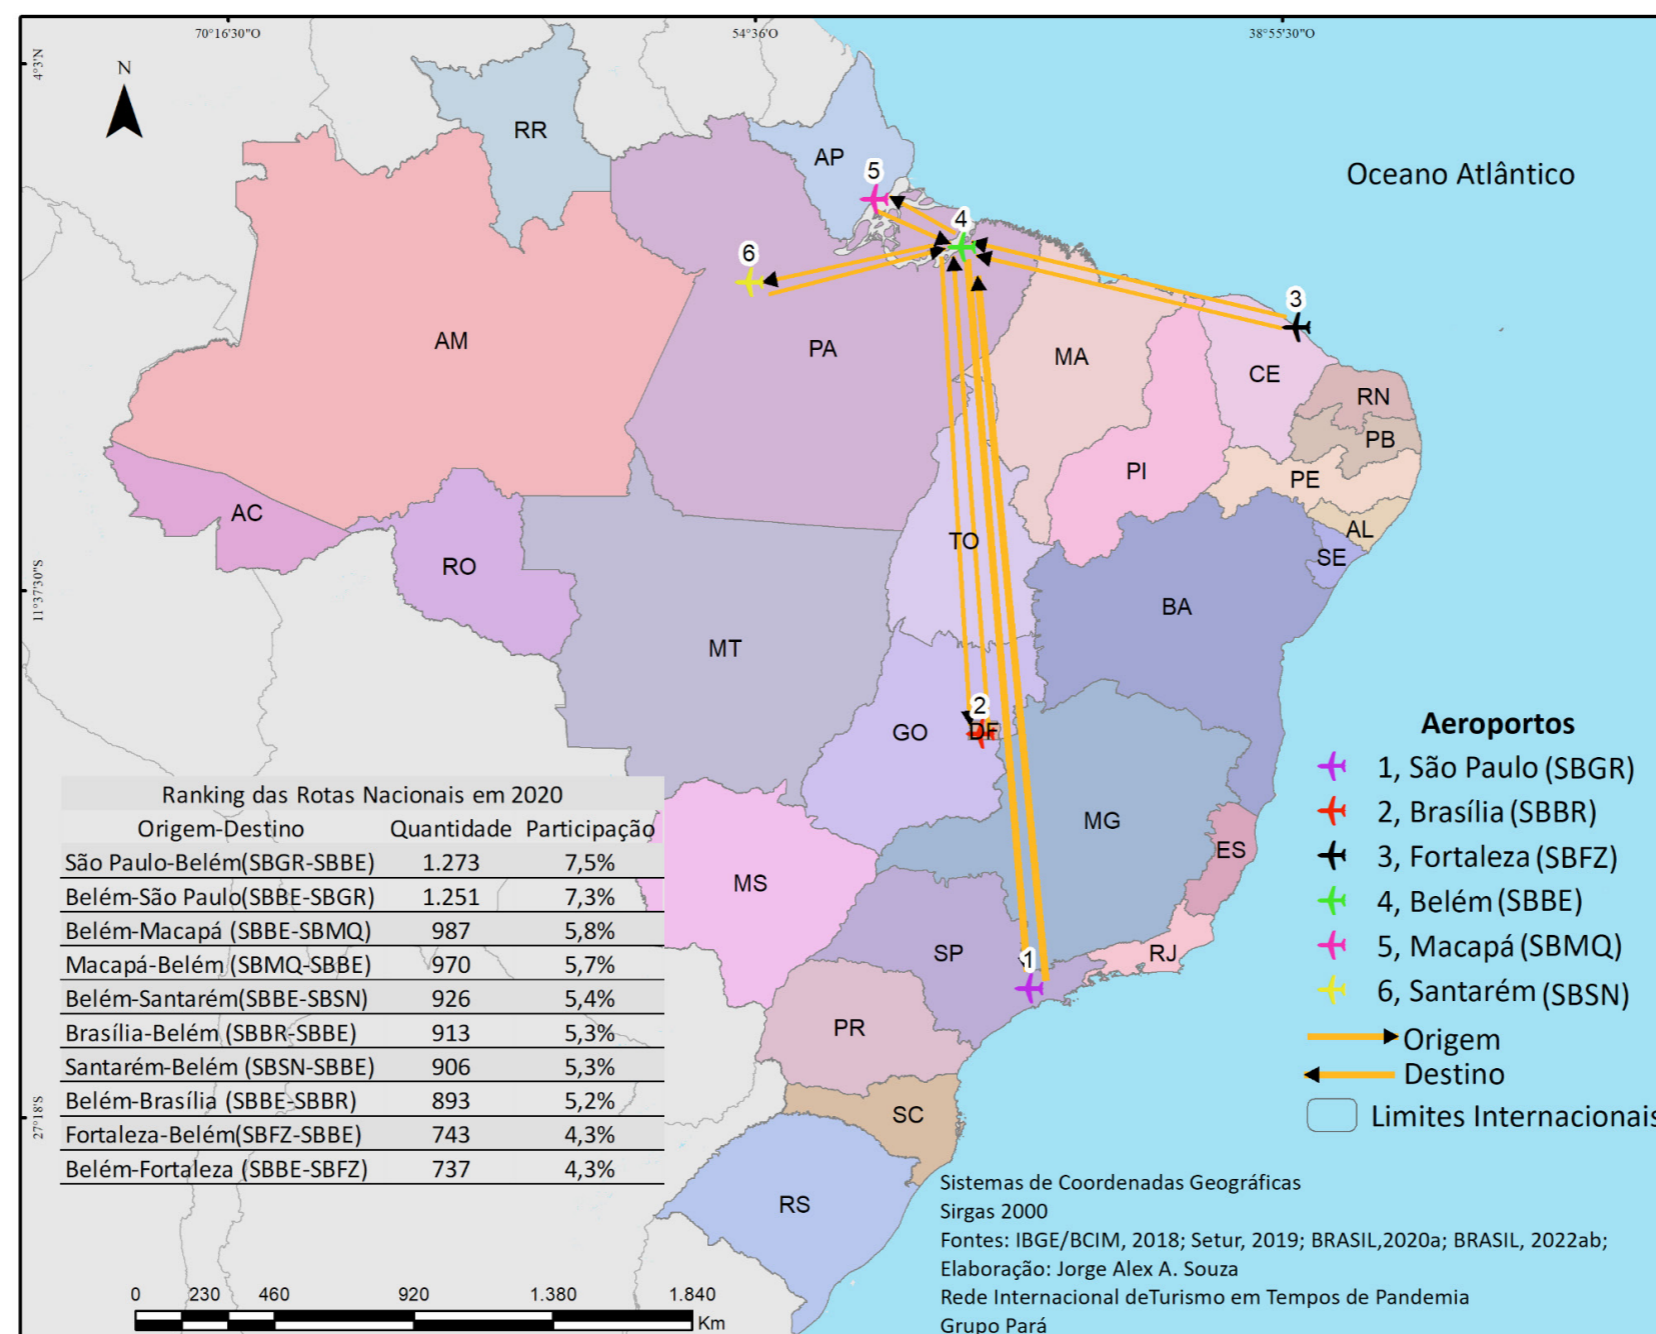 70°16'30"O
54°36'O
38°55'30"O
4°3'N
11°37'30"S
27°18'S
N
RR
AP
5
4
6
3
Oceano Atlântico
AM
PA
MA
CE
RN
PB
PI
PE
AC
AL
TO
SE
RO
BA
MT
2
GO
DF
MG
ES
MS
SP
1
RJ
PR
SC
RS
Ranking das Rotas Nacionais em 2020
Origem-Destino Quantidade Participação
São Paulo-Belém(SBGR-SBBE) 1.273 7,5%
Belém-São Paulo(SBBE-SBGR) 1.251 7,3%
Belém-Macapá (SBBE-SBMQ) 987 5,8%
Macapá-Belém (SBMQ-SBBE) 970 5,7%
Belém-Santarém(SBBE-SBSN) 926 5,4%
Brasília-Belém (SBBR-SBBE) 913 5,3%
Santarém-Belém (SBSN-SBBE) 906 5,3%
Belém-Brasília (SBBE-SBBR) 893 5,2%
Fortaleza-Belém(SBFZ-SBBE) 743 4,3%
Belém-Fortaleza (SBBE-SBFZ) 737 4,3%
Aeroportos
1, São Paulo (SBGR)
2, Brasília (SBBR)
3, Fortaleza (SBFZ)
4, Belém (SBBE)
5, Macapá (SBMQ)
6, Santarém (SBSN)
Origem
Destino
Limites Internacionais
Sistemas de Coordenadas Geográficas
Sirgas 2000
Fontes: IBGE/BCIM, 2018; Setur, 2019; BRASIL,2020a; BRASIL, 2022ab;
Elaboração: Jorge Alex A. Souza
Rede Internacional deTurismo em Tempos de Pandemia
Grupo Pará
0 230 460 920 1.380 1.840
Km